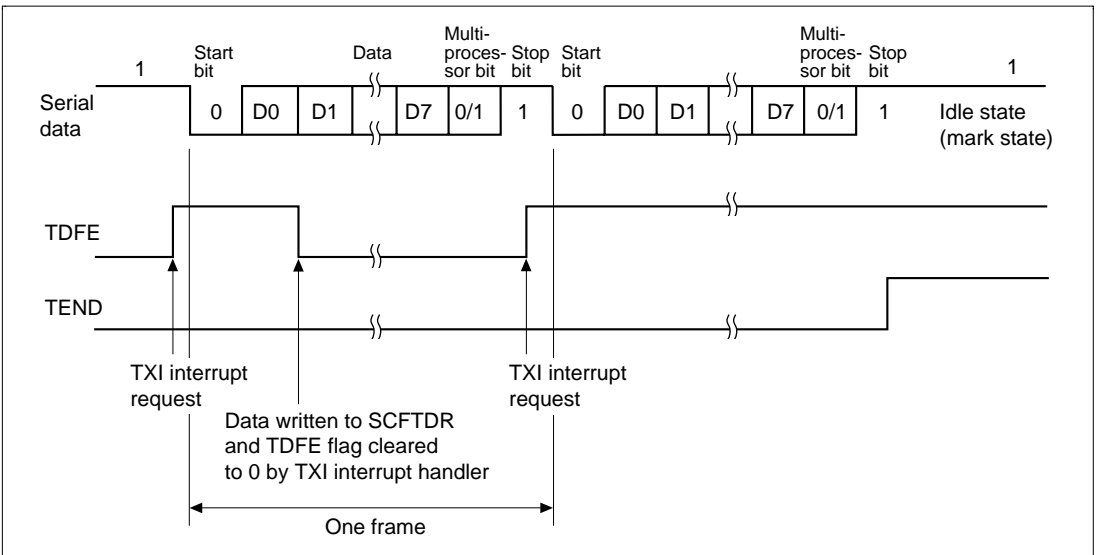 1
Start
bit
Data
Multi-
proces-
sor bit
Stop
bit
Start
bit
Multi-
proces-
sor bit
Stop
bit
1
Serial
data
0 D0 D1 D7 0/1 1 0 D0 D1 D7 0/1 1
Idle state
(mark state)
TDFE
TEND
TXI interrupt
request
TXI interrupt
request
Data written to SCFTDR
and TDFE flag cleared
to 0 by TXI interrupt handler
One frame